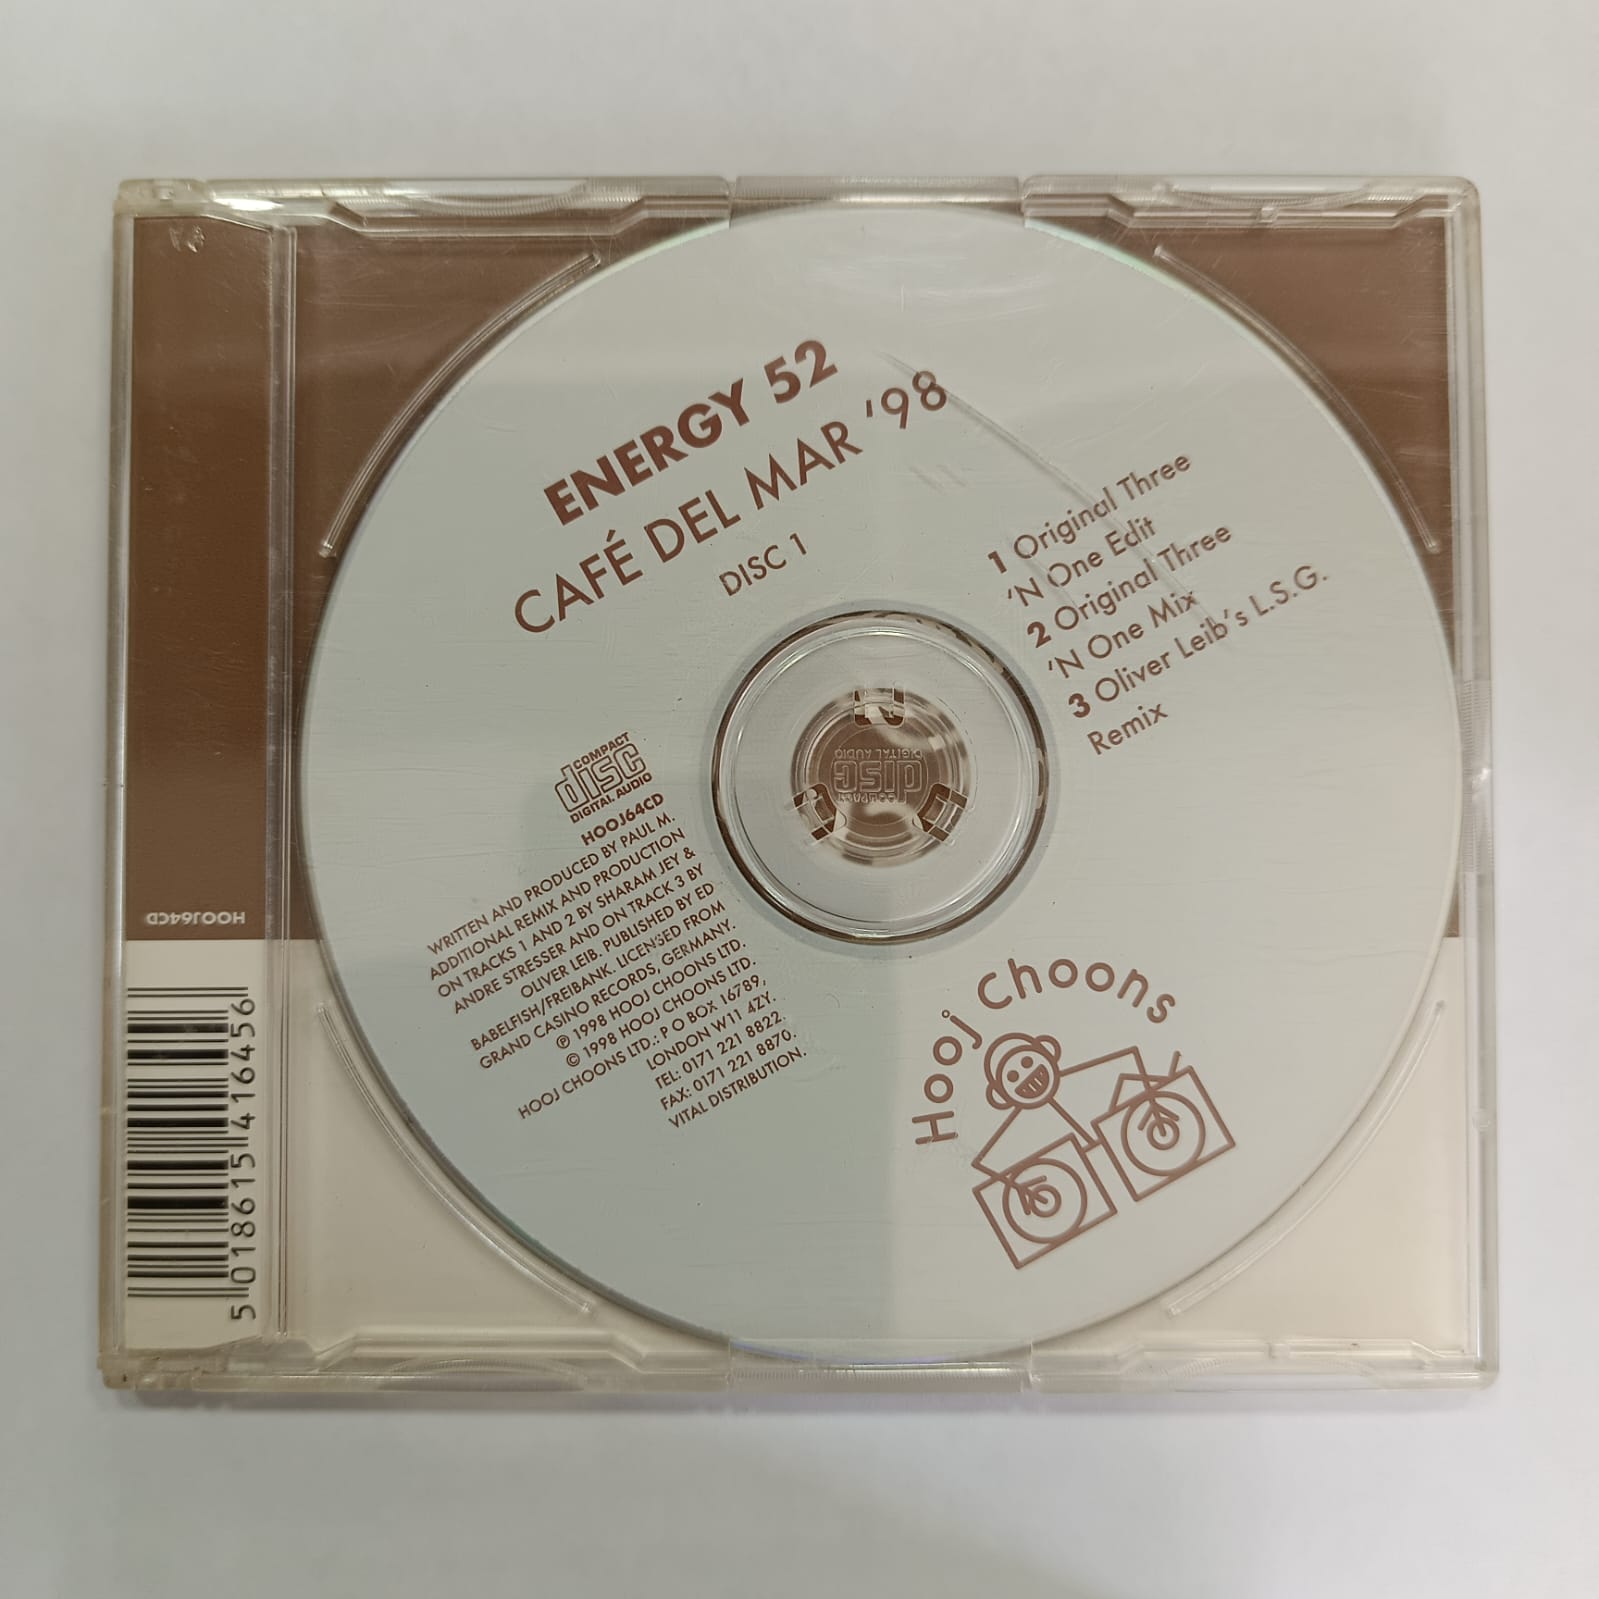 ENERGY 52
CAFÉ DEL MAR '98
DISC 1
1 Original Three
'N One Edit
2 Original Three
'N One Mix
3 Oliver Leib's L.S.G.
Remix
COMPACT
disc
DIGITAL AUDIO
HOOJ64CD
WRITTEN AND PRODUCED BY PAUL M.
ADDITIONAL REMIX AND PRODUCTION
ON TRACKS 1 AND 2 BY SHARAM JEY &
ANDRE STRESSER AND ON TRACK 3 BY
OLIVER LEIB. PUBLISHED BY ED
BABELFISH/FREIBANK. LICENSED FROM
GRAND CASINO RECORDS, GERMANY.
℗ 1998 HOOJ CHOONS LTD.
© 1998 HOOJ CHOONS LTD.
HOOJ CHOONS LTD.: P O BOX 16789,
LONDON W11 4ZY.
TEL: 0171 221 8822.
FAX: 0171 221 8870.
VITAL DISTRIBUTION.
Hooj Choons
COMPACT
disc
DIGITAL AUDIO
HOOJ64CD
5 018615 416456